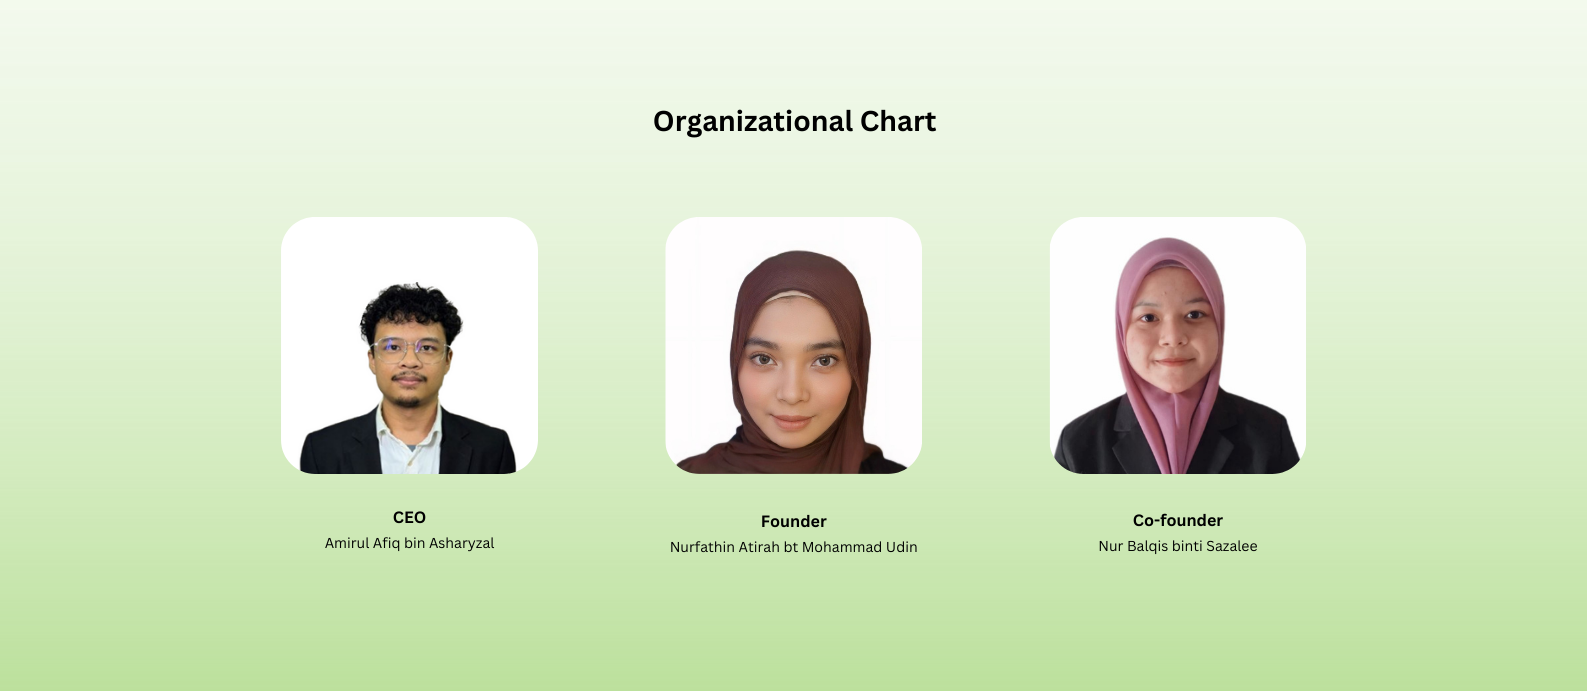 Organizational Chart
CEO
Amirul Afiq bin Asharyzal
Founder
Nurfathin Atirah bt Mohammad Udin
Co-founder
Nur Balqis binti Sazalee